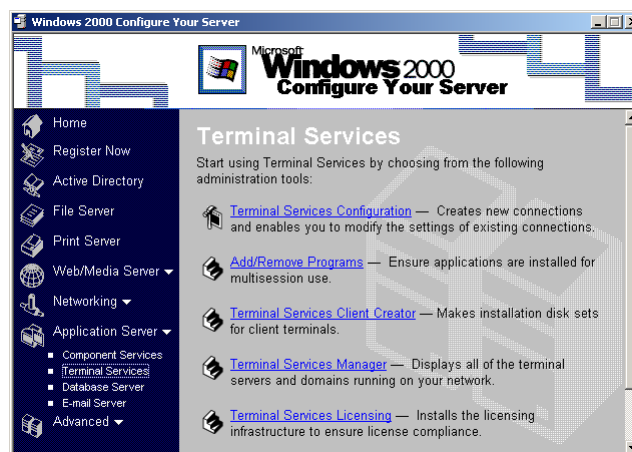 Windows 2000 Configure Your Server
Microsoft
Windows 2000
Configure Your Server
Home
Register Now
Active Directory
File Server
Print Server
Web/Media Server
Networking
Application Server
Component Services
Terminal Services
Database Server
E-mail Server
Advanced
Terminal Services
Start using Terminal Services by choosing from the following
administration tools:
Terminal Services Configuration — Creates new connections
and enables you to modify the settings of existing connections.
Add/Remove Programs — Ensure applications are installed for
multisession use.
Terminal Services Client Creator — Makes installation disk sets
for client terminals.
Terminal Services Manager — Displays all of the terminal
servers and domains running on your network.
Terminal Services Licensing — Installs the licensing
infrastructure to ensure license compliance.